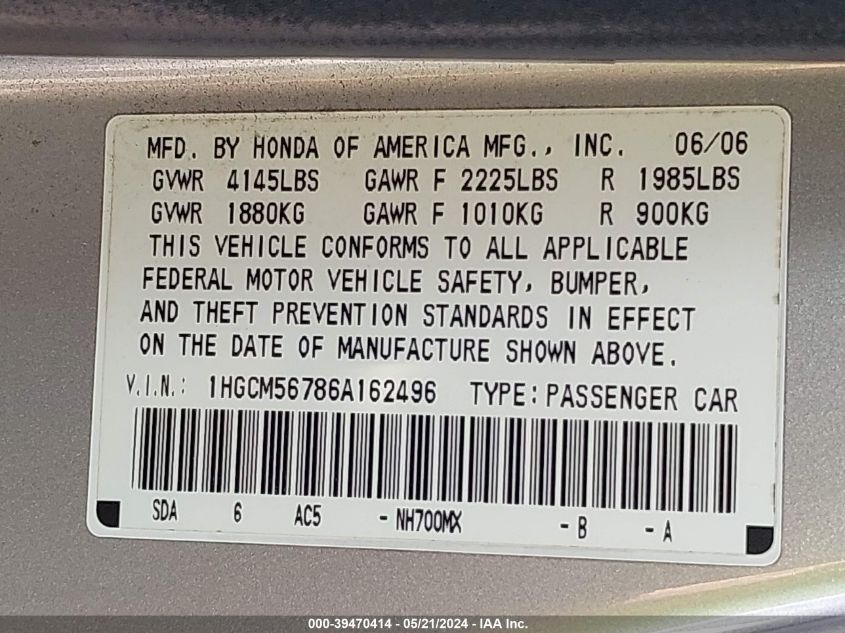 MFD. BY HONDA OF AMERICA MFG., INC. 06/06
GVWR 4145LBS GAWR F 2225LBS R 1985LBS
GVWR 1880KG GAWR F 1010KG R 900KG
THIS VEHICLE CONFORMS TO ALL APPLICABLE
FEDERAL MOTOR VEHICLE SAFETY, BUMPER,
AND THEFT PREVENTION STANDARDS IN EFFECT
ON THE DATE OF MANUFACTURE SHOWN ABOVE.
V.I.N.: 1HGCM56786A162496 TYPE: PASSENGER CAR
SDA 6 AC5 - NH700MX - B - A
000-39470414 - 05/21/2024 - IAA Inc.